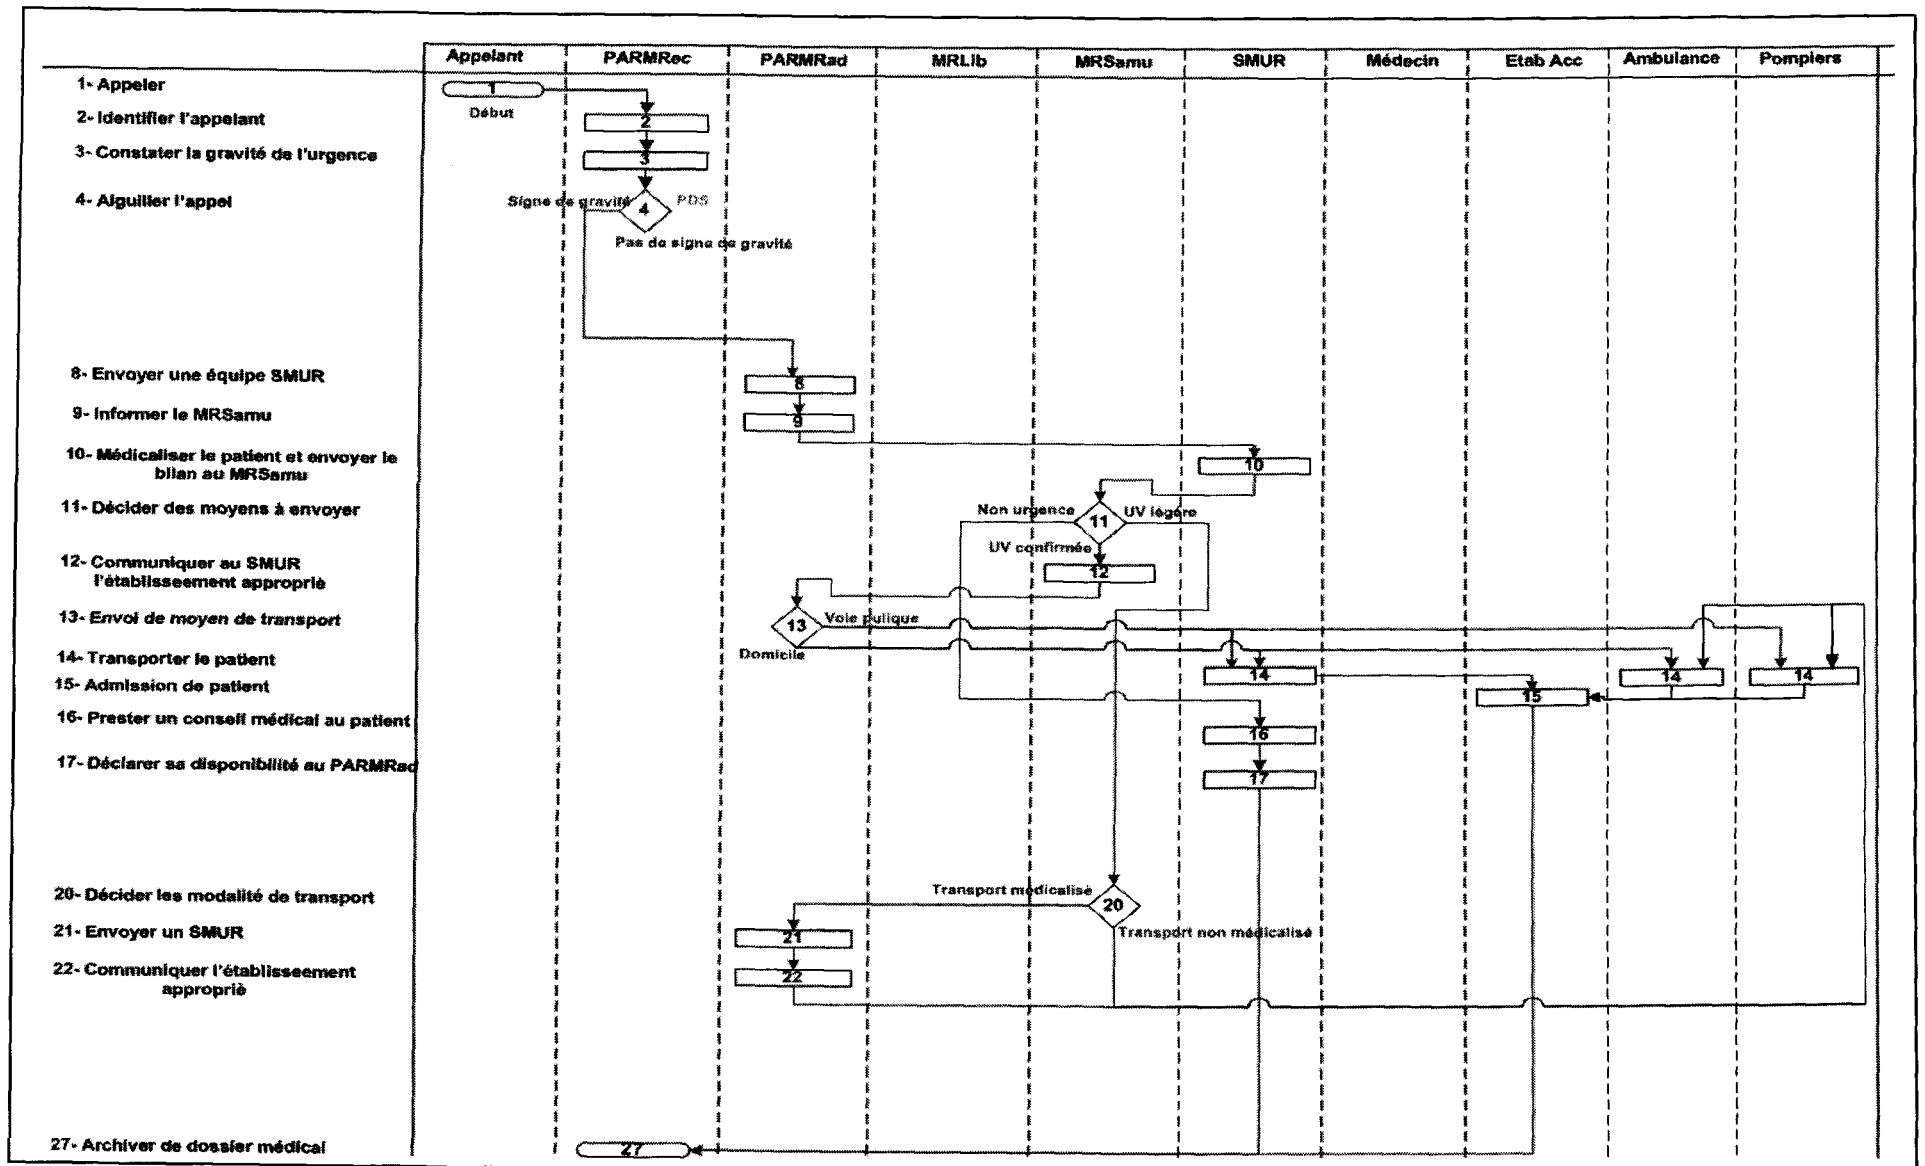 Appelant PARMRec PARMRad MRLib MRSamu SMUR Médecin Etab Acc Ambulance Pompiers
1- Appeler
1
Début
2- Identifier l'appelant
2
3- Constater la gravité de l'urgence
3
4- Aiguiller l'appel
Signe de gravité 4 PDS
Pas de signe de gravité
8- Envoyer une équipe SMUR
8
9- Informer le MRSamu
9
10- Médicaliser le patient et envoyer le
bilan au MRSamu
10
11- Décider des moyens à envoyer
Non urgence 11 UV légère
UV confirmée
12- Communiquer au SMUR
l'établisseement appropriè
12
13- Envoi de moyen de transport
13 Voie pulique
Domicile
14- Transporter le patient
14 14 14
15- Admission de patient
15
16- Prester un conseil médical au patient
16
17- Déclarer sa disponibilité au PARMRad
17
20- Décider les modalité de transport
Transport médicalisé 20
Transport non médicalisé
21- Envoyer un SMUR
21
22- Communiquer l'établisseement
appropriè
22
27- Archiver de dossier médical
27